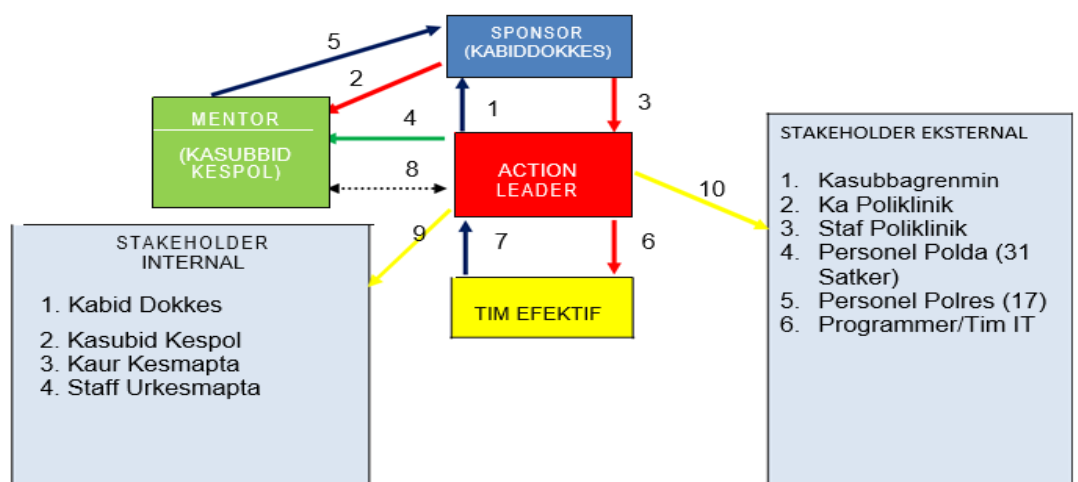 SPONSOR
(KABIDDOKKES)
5
2
1
3
MENTOR
(KASUBBID
KESPOL)
4
ACTION
LEADER
8
10
9
7
6
TIM EFEKTIF
STAKEHOLDER
INTERNAL
1. Kabid Dokkes
2. Kasubid Kespol
3. Kaur Kesmapta
4. Staff Urkesmapta
STAKEHOLDER EKSTERNAL
1. Kasubbagrenmin
2. Ka Poliklinik
3. Staf Poliklinik
4. Personel Polda (31
Satker)
5. Personel Polres (17)
6. Programmer/Tim IT